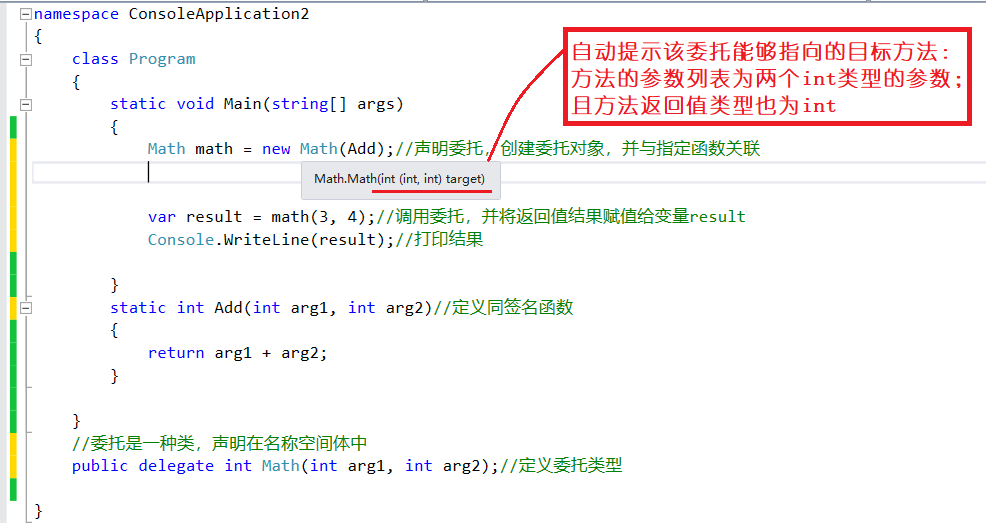 namespace ConsoleApplication2
{
自动提示该委托能够指向的目标方法：
方法的参数列表为两个int类型的参数；
且方法返回值类型也为int
class Program
{
static void Main(string[] args)
{
Math math = new Math(Add);//声明委托，创建委托对象，并与指定函数关联
Math.Math(int (int, int) target)
var result = math(3, 4);//调用委托，并将返回值结果赋值给变量result
Console.WriteLine(result);//打印结果
}
static int Add(int arg1, int arg2)//定义同签名函数
{
return arg1 + arg2;
}
}
//委托是一种类，声明在名称空间体中
public delegate int Math(int arg1, int arg2);//定义委托类型
}